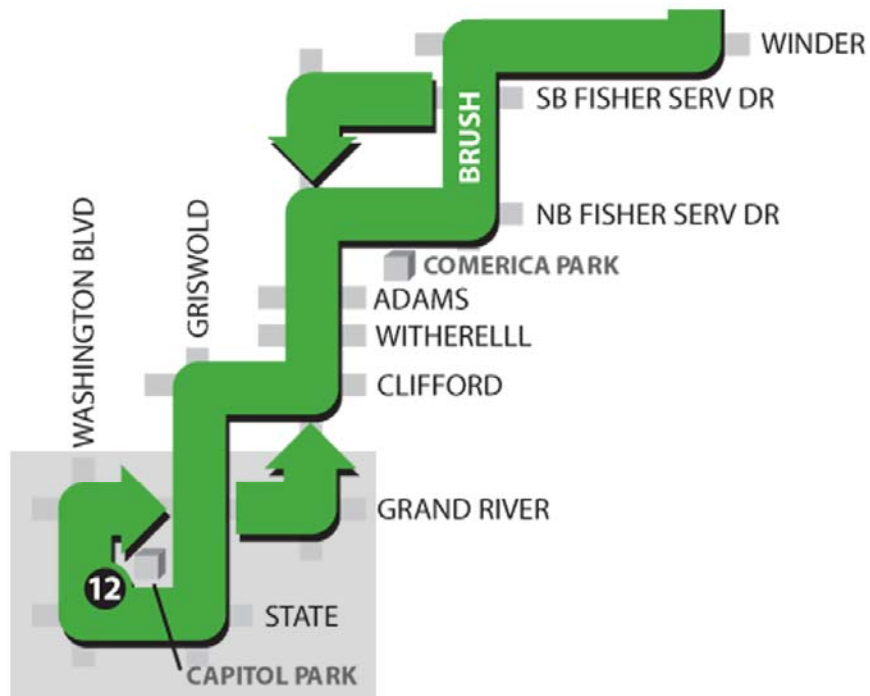 WINDER
SB FISHER SERV DR
BRUSH
NB FISHER SERV DR
WASHINGTON BLVD
GRISWOLD
COMERICA PARK
ADAMS
WITHERELLL
CLIFFORD
GRAND RIVER
12
STATE
CAPITOL PARK